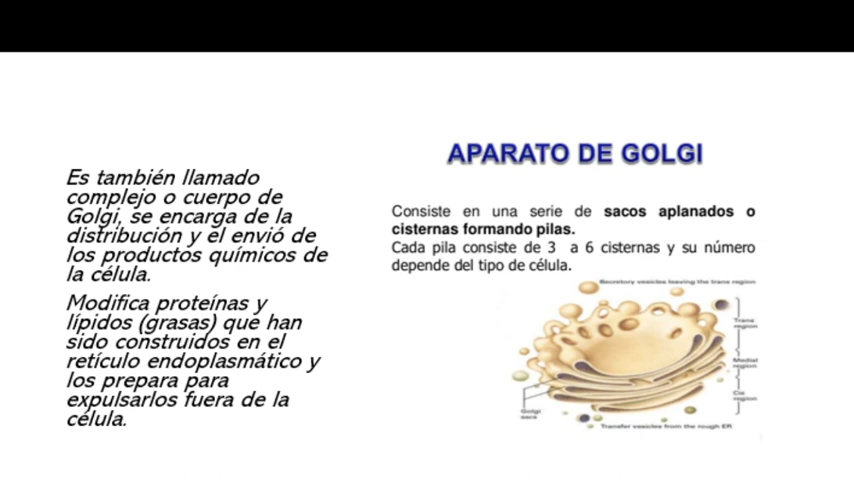 Es también llamado
complejo o cuerpo de
Golgi, se encarga de la
distribución y el envió de
los productos químicos de
la célula.
Modifica proteínas y
lípidos (grasas) que han
sido construidos en el
retículo endoplasmático y
los prepara para
expulsarlos fuera de la
célula.
APARATO DE GOLGI
Consiste en una serie de sacos aplanados o
cisternas formando pilas.
Cada pila consiste de 3 a 6 cisternas y su número
depende del tipo de célula.
Secretory vesicles leaving the trans region
Trans
region
Medial
region
Cis
region
Golgi
sacs
Transfer vesicles from the rough ER